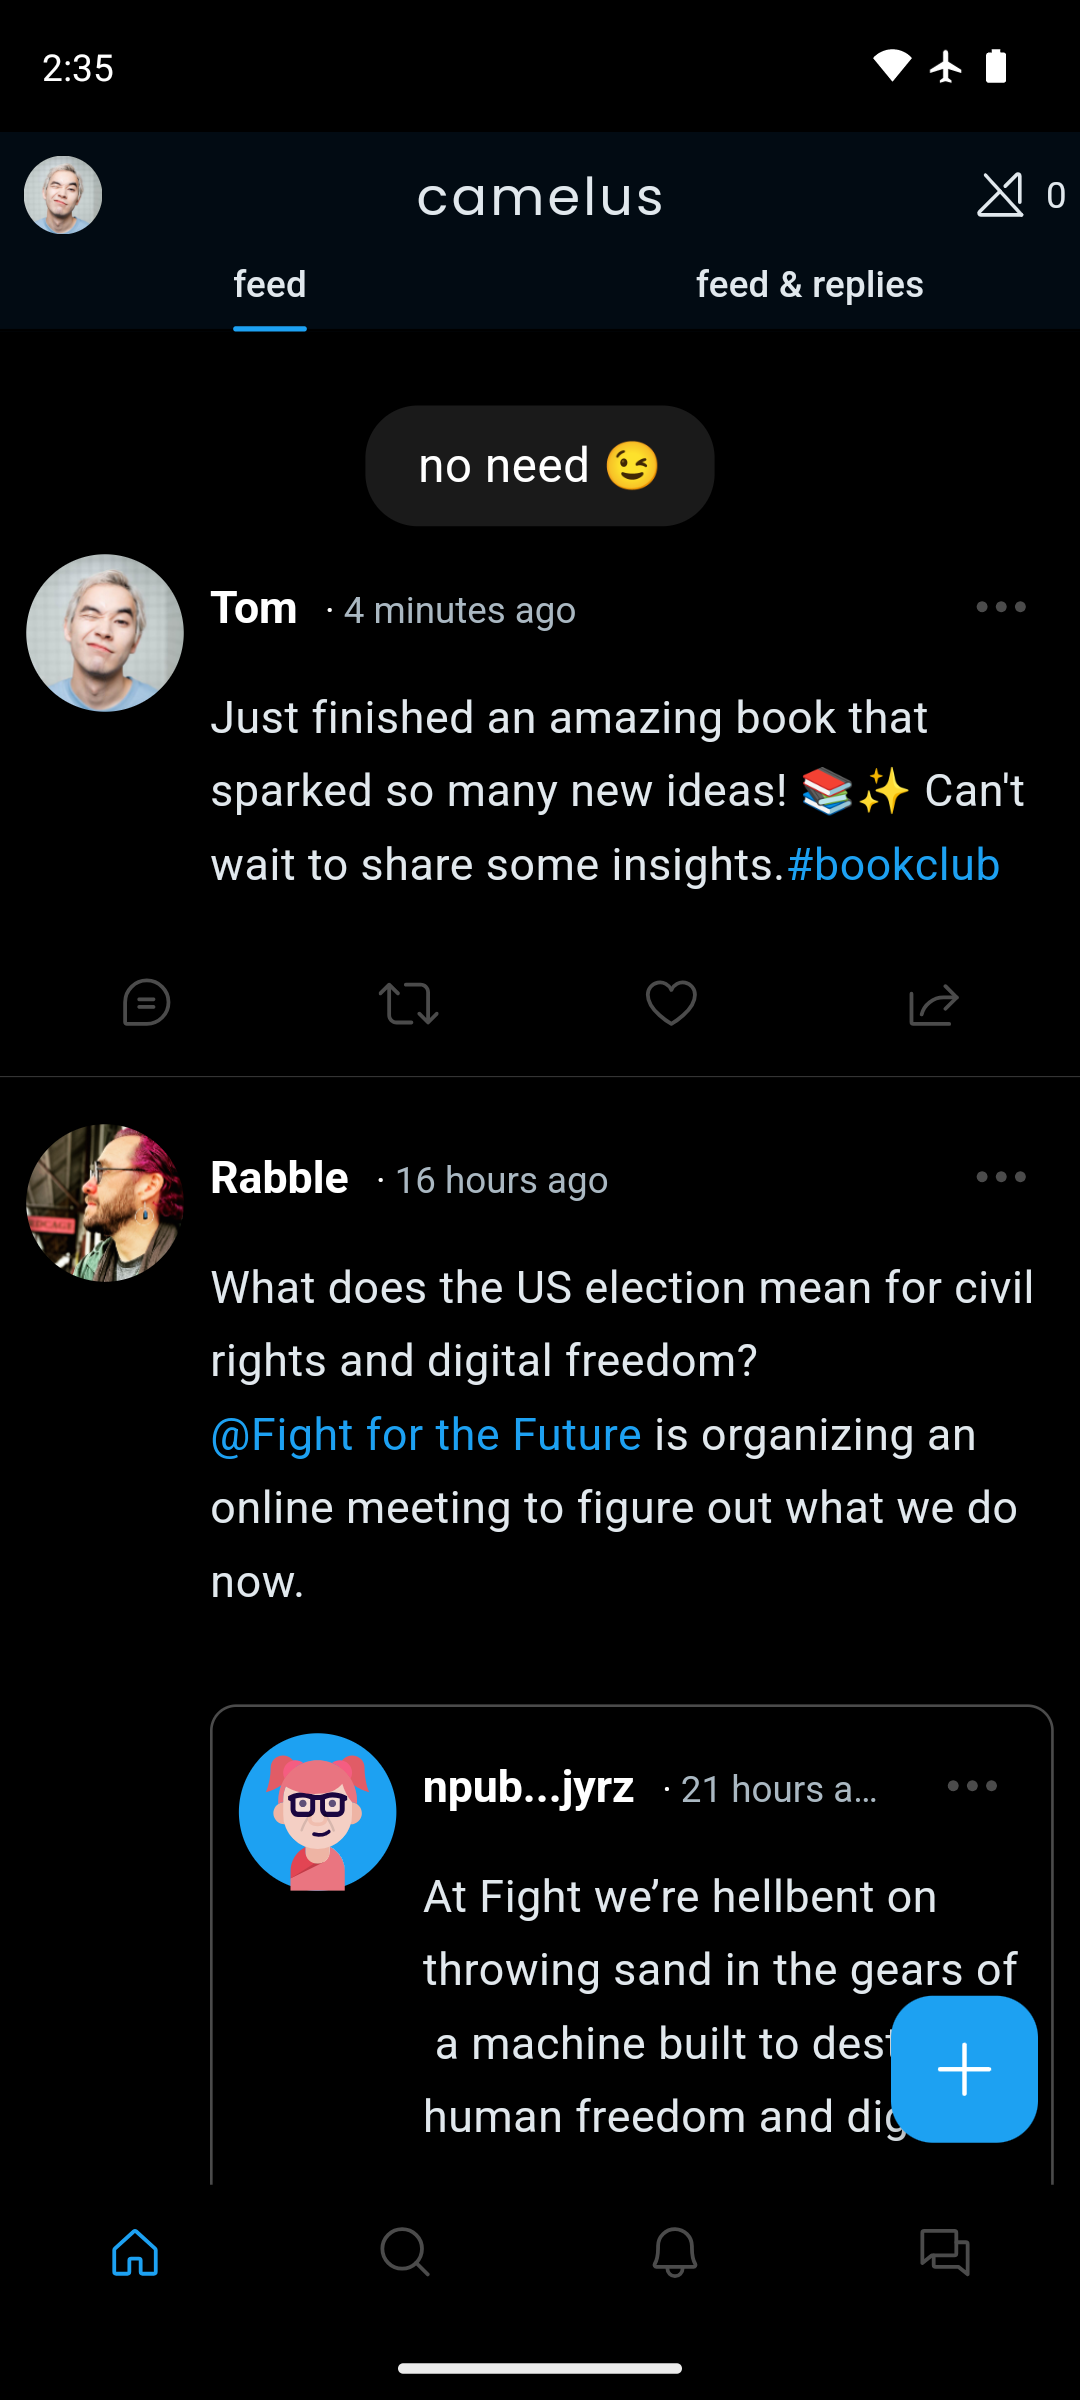 2:35
camelus
0
feed
feed & replies
no need 😉
Tom · 4 minutes ago
Just finished an amazing book that
sparked so many new ideas! 📚✨ Can't
wait to share some insights.#bookclub
Rabble · 16 hours ago
What does the US election mean for civil
rights and digital freedom?
@Fight for the Future is organizing an
online meeting to figure out what we do
now.
npub...jyrz · 21 hours a...
At Fight we’re hellbent on
throwing sand in the gears of
a machine built to dest
human freedom and dig